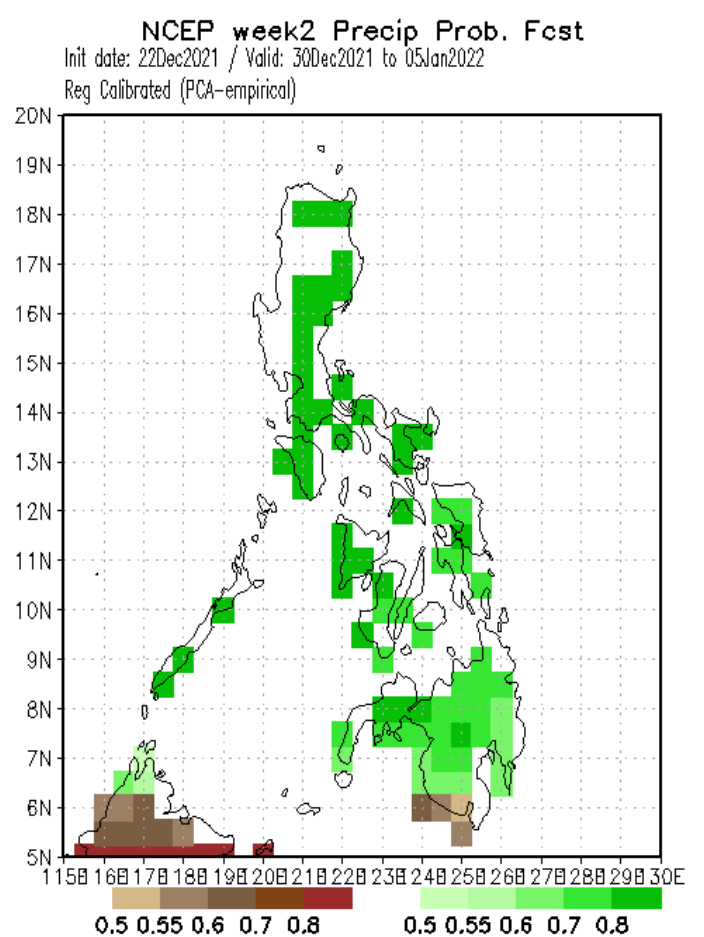 NCEP week2 Precip Prob. Fcst
Init date: 22Dec2021 / Valid: 30Dec2021 to 05Jan2022
Reg Calibrated (PCA-empirical)
20N
19N
18N
17N
16N
15N
14N
13N
12N
11N
10N
9N
8N
7N
6N
5N
115E 116E 117E 118E 119E 120E 121E 122E 123E 124E 125E 126E 127E 128E 129E 130E
0.5 0.55 0.6 0.7 0.8 0.5 0.55 0.6 0.7 0.8